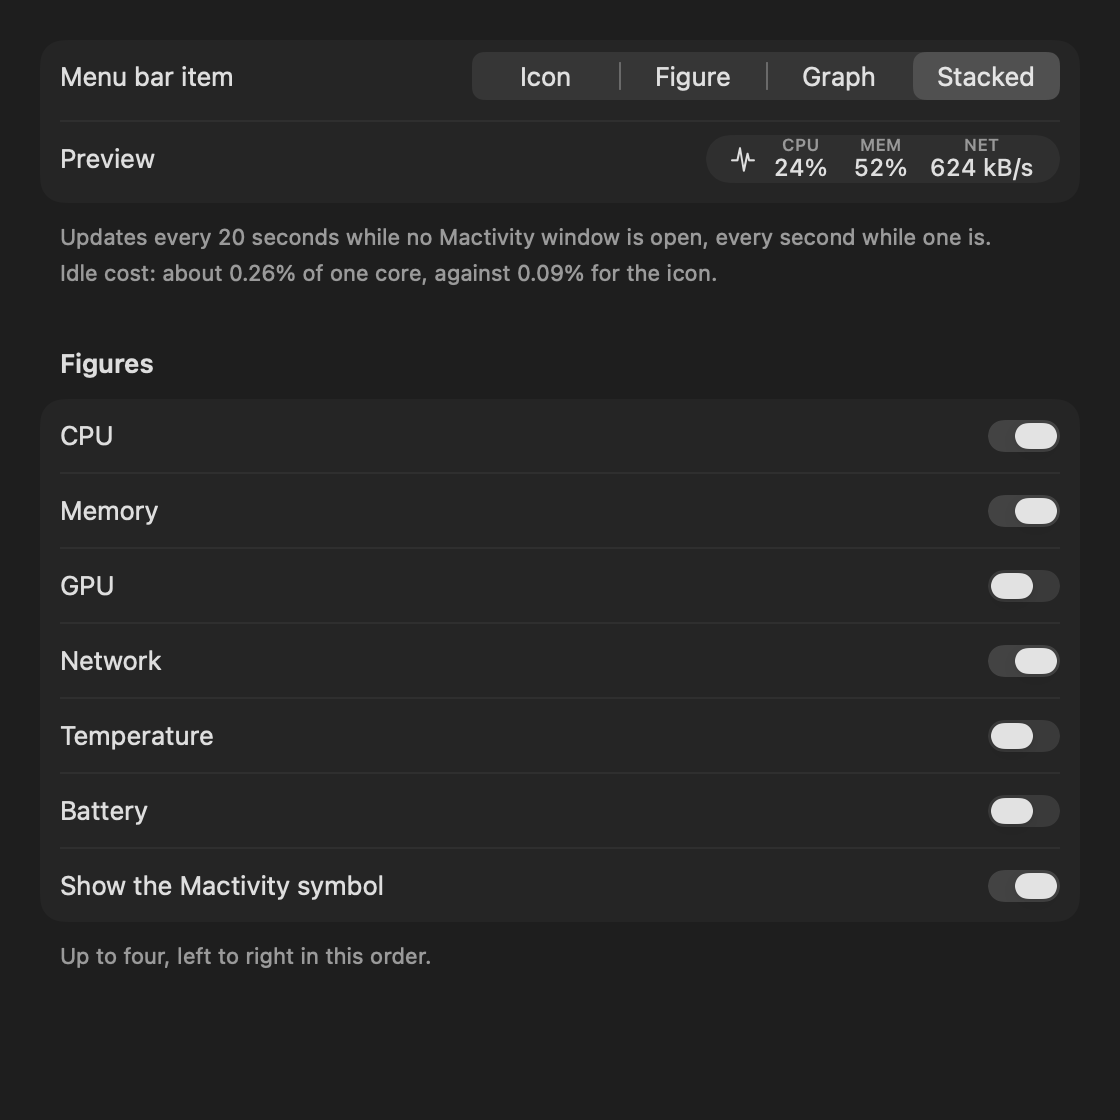 Menu bar item Icon Figure Graph Stacked
Preview CPU 24% MEM 52% NET 624 kB/s
Updates every 20 seconds while no Mactivity window is open, every second while one is.
Idle cost: about 0.26% of one core, against 0.09% for the icon.
Figures
CPU
Memory
GPU
Network
Temperature
Battery
Show the Mactivity symbol
Up to four, left to right in this order.